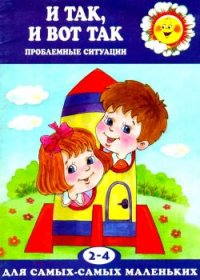 И ТАК,
И ВОТ ТАК
ПРОБЛЕМНЫЕ СИТУАЦИИ
2-4
ДЛЯ САМЫХ-САМЫХ МАЛЕНЬКИХ